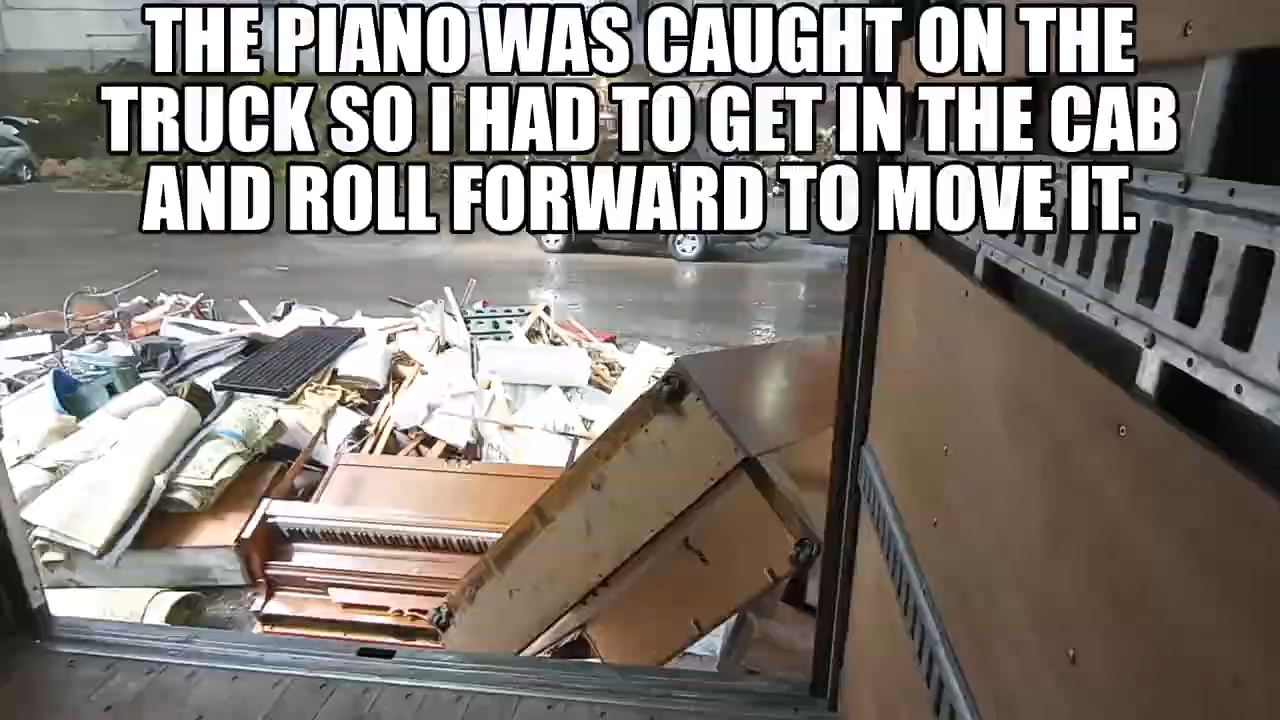 THE PIANO WAS CAUGHT ON THE
TRUCK SO I HAD TO GET IN THE CAB
AND ROLL FORWARD TO MOVE IT.